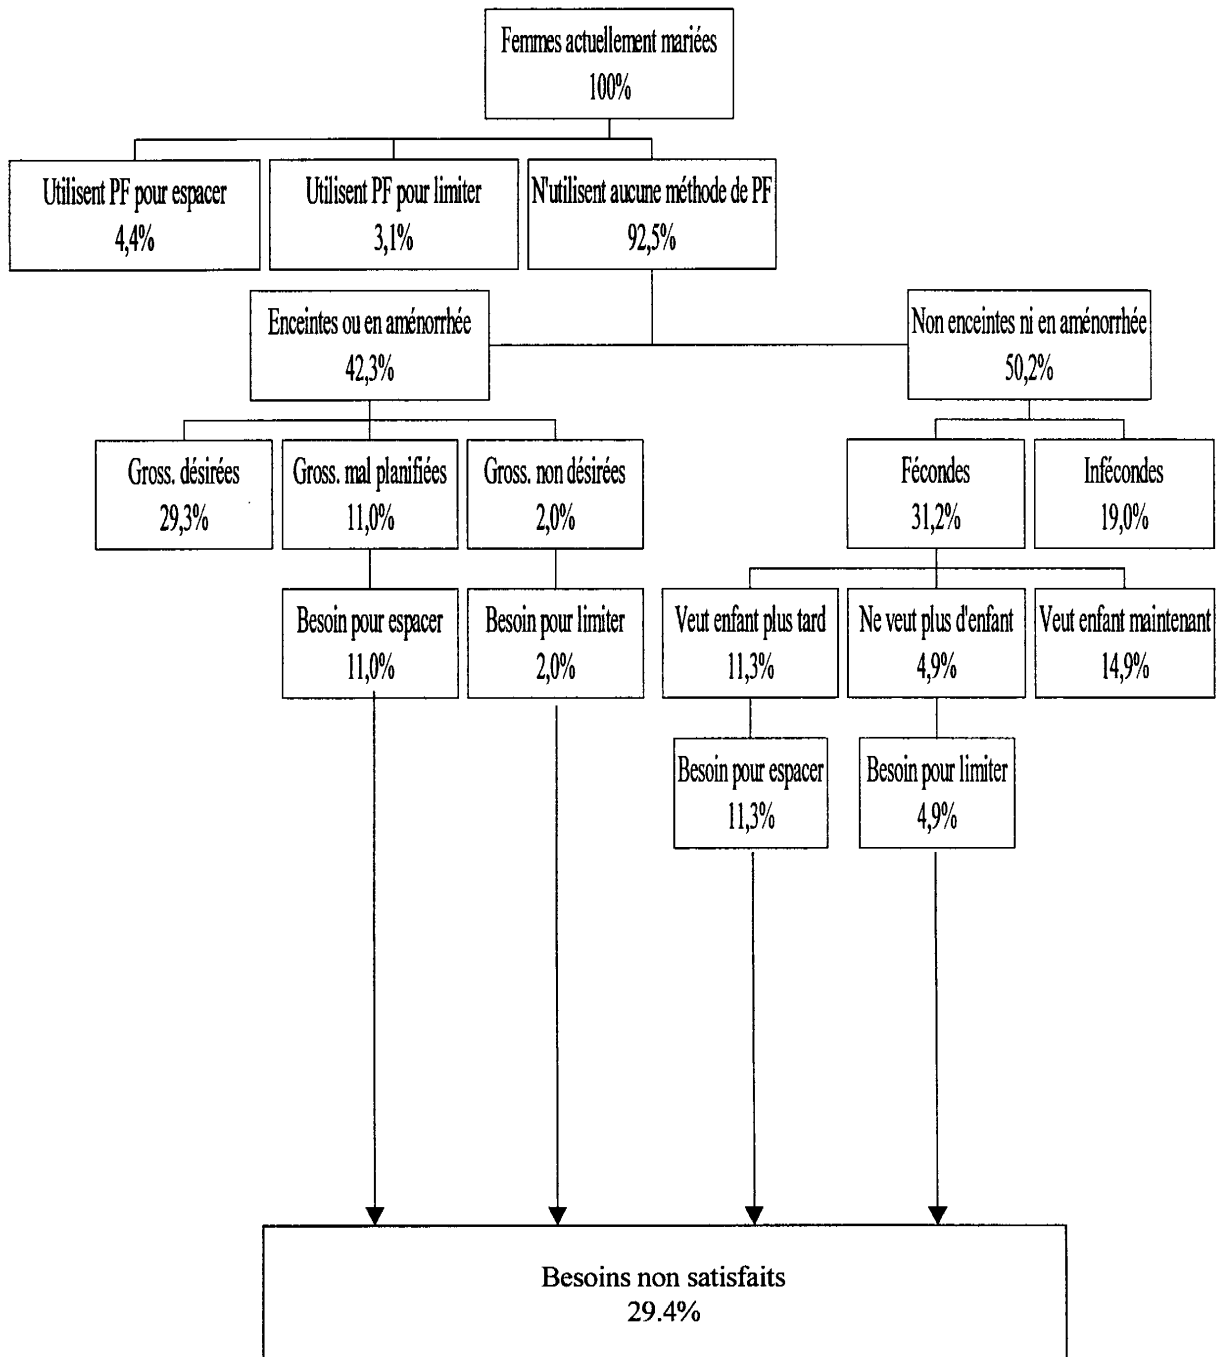 Femmes actuellement mariées
100%
Utilisent PF pour espacer
4,4%
Utilisent PF pour limiter
3,1%
N'utilisent aucune méthode de PF
92,5%
Enceintes ou en aménorrhée
42,3%
Non enceintes ni en aménorrhée
50,2%
Gross. désirées
29,3%
Gross. mal planifiées
11,0%
Gross. non désirées
2,0%
Fécondes
31,2%
Infécondes
19,0%
Besoin pour espacer
11,0%
Besoin pour limiter
2,0%
Veut enfant plus tard
11,3%
Ne veut plus d'enfant
4,9%
Veut enfant maintenant
14,9%
Besoin pour espacer
11,3%
Besoin pour limiter
4,9%
Besoins non satisfaits
29.4%